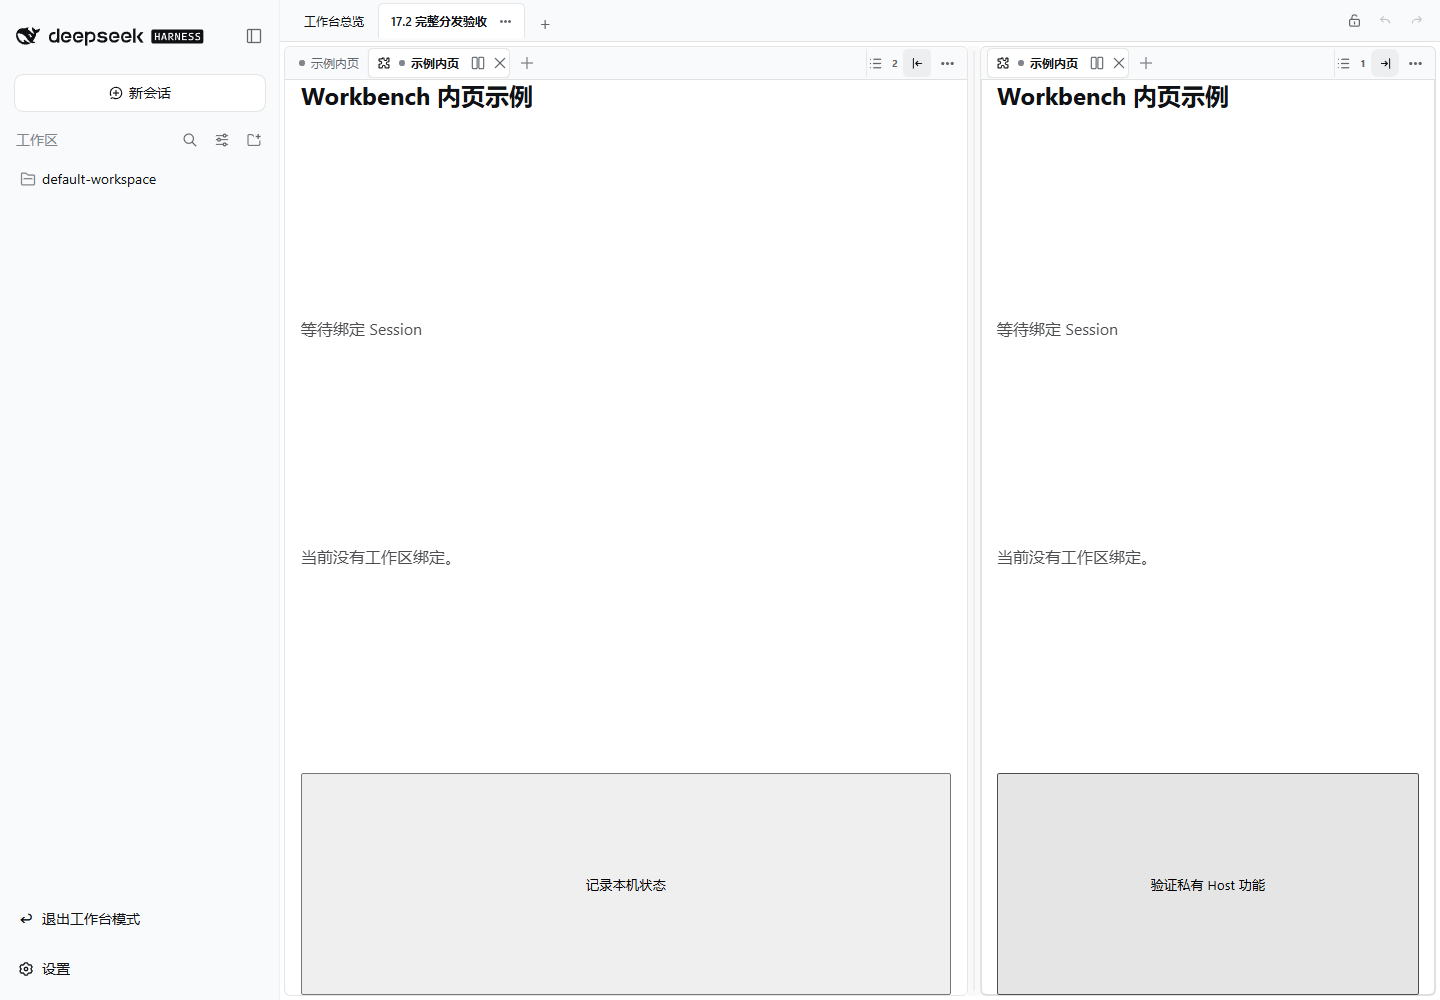 deepseek HARNESS
新会话
工作区
default-workspace
退出工作台模式
设置
工作台总览
17.2 完整分发验收
示例内页
示例内页
2
Workbench 内页示例
等待绑定 Session
当前没有工作区绑定。
记录本机状态
示例内页
1
Workbench 内页示例
等待绑定 Session
当前没有工作区绑定。
验证私有 Host 功能